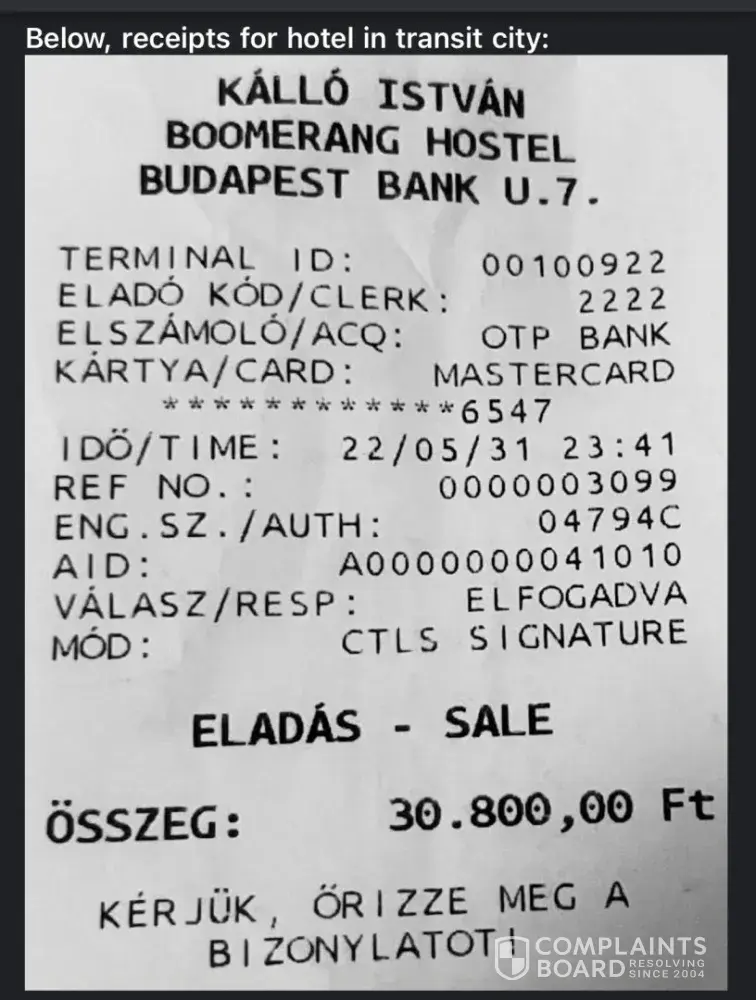 Below, receipts for hotel in transit city:
KÁLLÓ ISTVÁN
BOOMERANG HOSTEL
BUDAPEST BANK U.7.
TERMINAL ID: 00100922
ELADÓ KÓD/CLERK: 2222
ELSZÁMOLÓ/ACQ: OTP BANK
KÁRTYA/CARD: MASTERCARD
************6547
IDŐ/TIME: 22/05/31 23:41
REF NO.: 0000003099
ENG.SZ./AUTH: 04794C
AID: A0000000041010
VÁLASZ/RESP: ELFOGADVA
MÓD: CTLS SIGNATURE
ELADÁS - SALE
ÖSSZEG: 30.800,00 Ft
KÉRJÜK, ŐRIZZE MEG A
BIZONYLATOT!
COMPLAINTS
BOARD RESOLVING
SINCE 2004